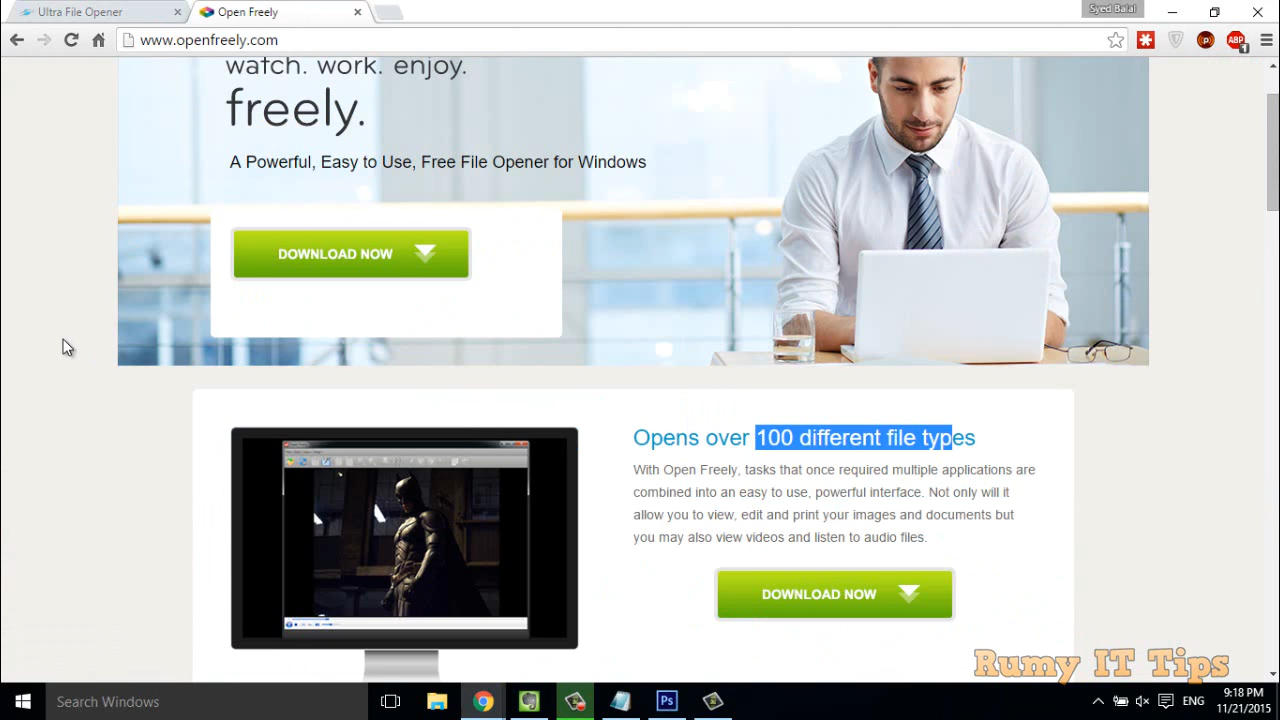 Ultra File Opener
Open Freely
Syed Balal
www.openfreely.com
ABP
1
watch. work. enjoy.
freely.
A Powerful, Easy to Use, Free File Opener for Windows
DOWNLOAD NOW
Opens over 100 different file types
With Open Freely, tasks that once required multiple applications are
combined into an easy to use, powerful interface. Not only will it
allow you to view, edit and print your images and documents but
you may also view videos and listen to audio files.
DOWNLOAD NOW
Rumy IT Tips
Search Windows
Ps
ENG
9:18 PM
11/21/2015